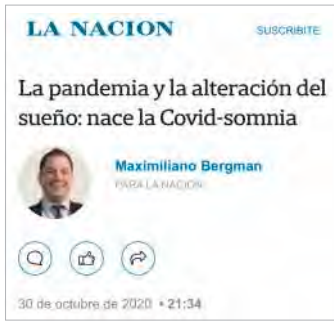 LA NACION
SUSCRIBITE
La pandemia y la alteración del
sueño: nace la Covid-somnia
Maximiliano Bergman
PARA LA NACION
30 de octubre de 2020 • 21:34